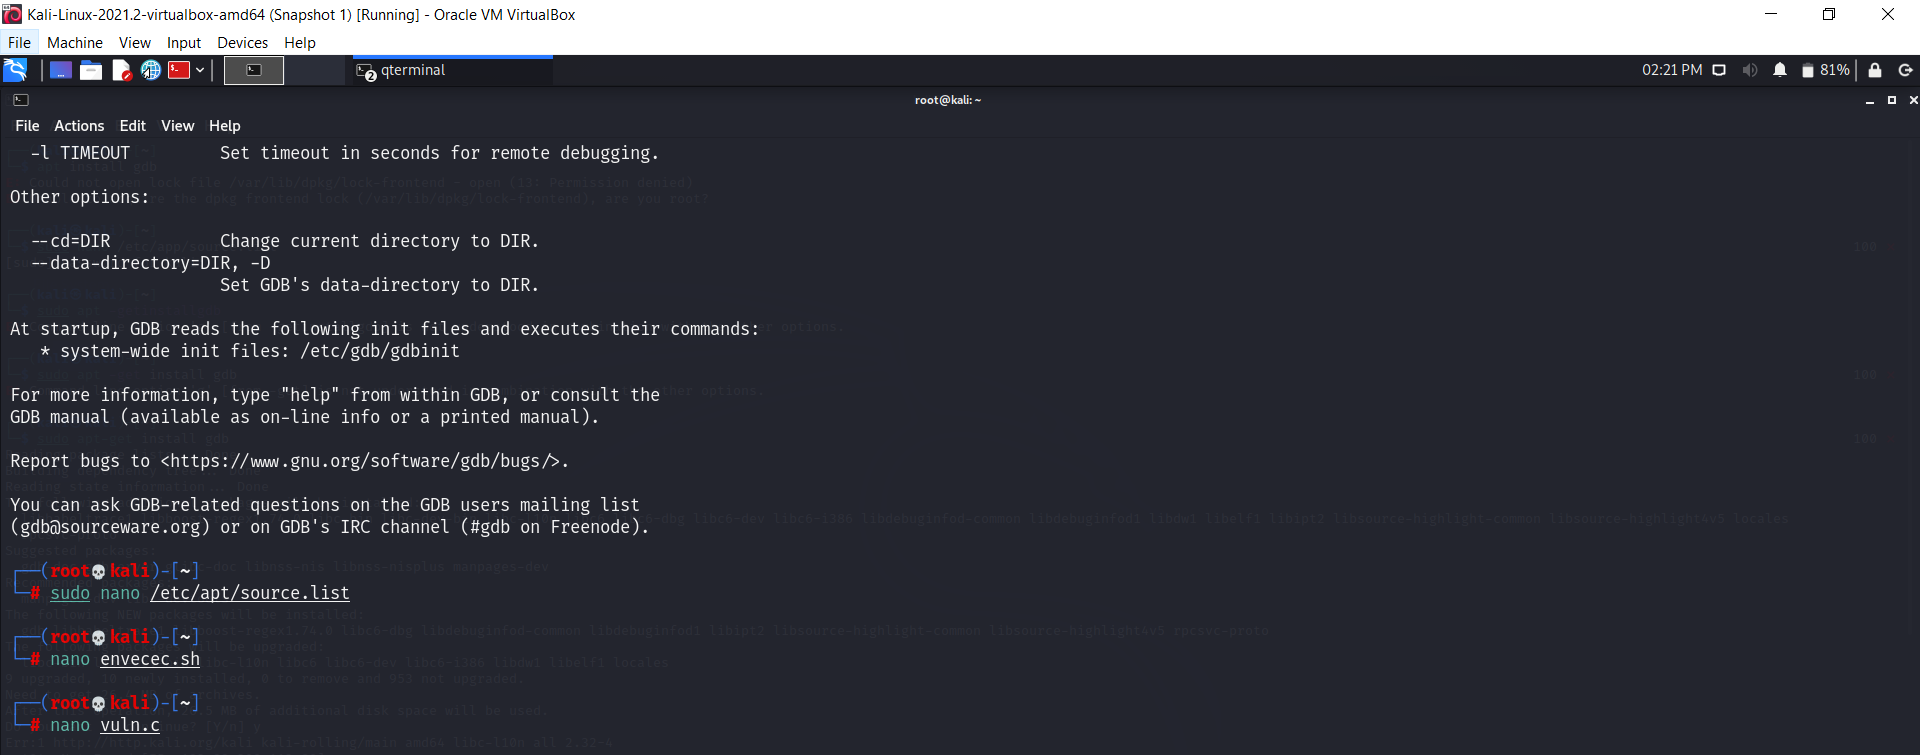 Kali-Linux-2021.2-virtualbox-amd64 (Snapshot 1) [Running] - Oracle VM VirtualBox
File Machine View Input Devices Help
2 qterminal 02:21 PM 81%
root@kali: ~
File Actions Edit View Help
-l TIMEOUT Set timeout in seconds for remote debugging.
Other options:
--cd=DIR Change current directory to DIR.
--data-directory=DIR, -D
Set GDB's data-directory to DIR.
At startup, GDB reads the following init files and executes their commands:
* system-wide init files: /etc/gdb/gdbinit
For more information, type "help" from within GDB, or consult the
GDB manual (available as on-line info or a printed manual).
Report bugs to <https://www.gnu.org/software/gdb/bugs/>.
You can ask GDB-related questions on the GDB users mailing list
(gdb@sourceware.org) or on GDB's IRC channel (#gdb on Freenode).
┌──(root💀kali)-[~]
└─# sudo nano /etc/apt/source.list
┌──(root💀kali)-[~]
└─# nano envecec.sh
┌──(root💀kali)-[~]
└─# nano vuln.c